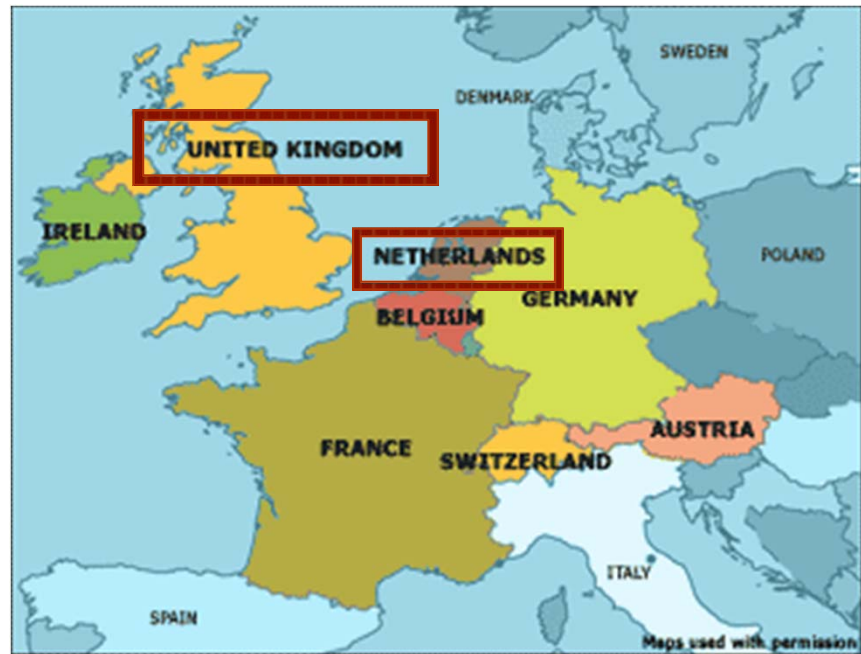 SWEDEN
DENMARK
UNITED KINGDOM
IRELAND
NETHERLANDS
POLAND
GERMANY
BELGIUM
AUSTRIA
FRANCE
SWITZERLAND
ITALY
SPAIN
Maps used with permission